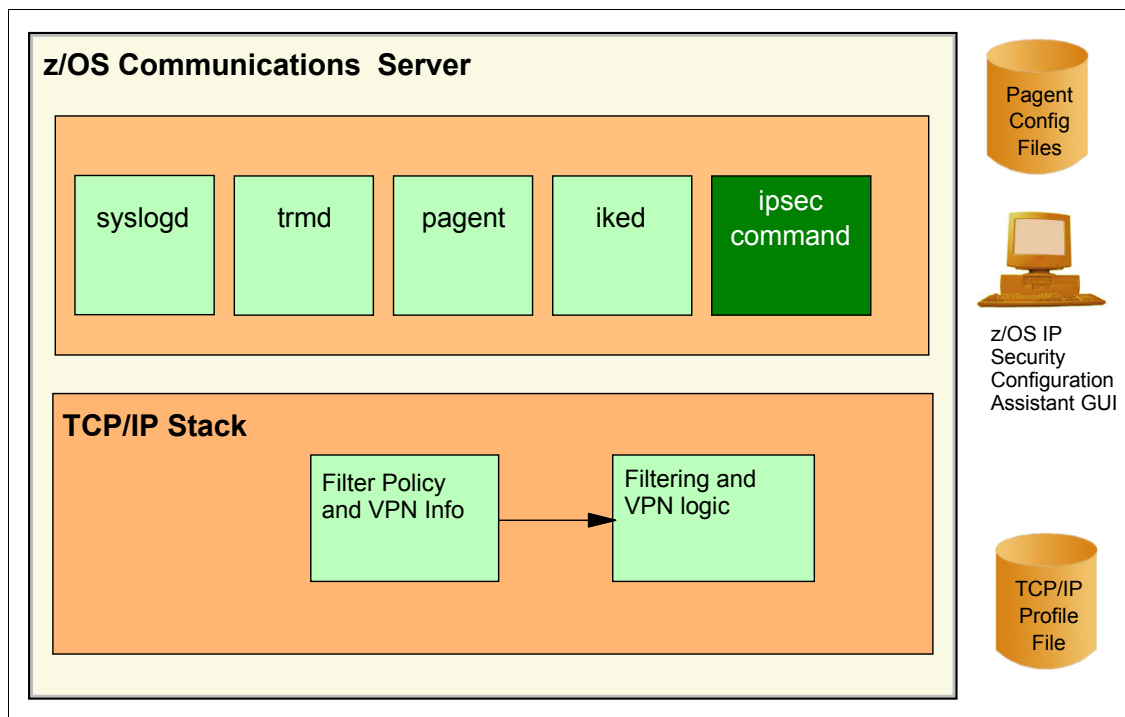 z/OS Communications Server
syslogd
trmd
pagent
iked
ipsec
command
TCP/IP Stack
Filter Policy
and VPN Info
Filtering and
VPN logic
Pagent
Config
Files
z/OS IP
Security
Configuration
Assistant GUI
TCP/IP
Profile
File